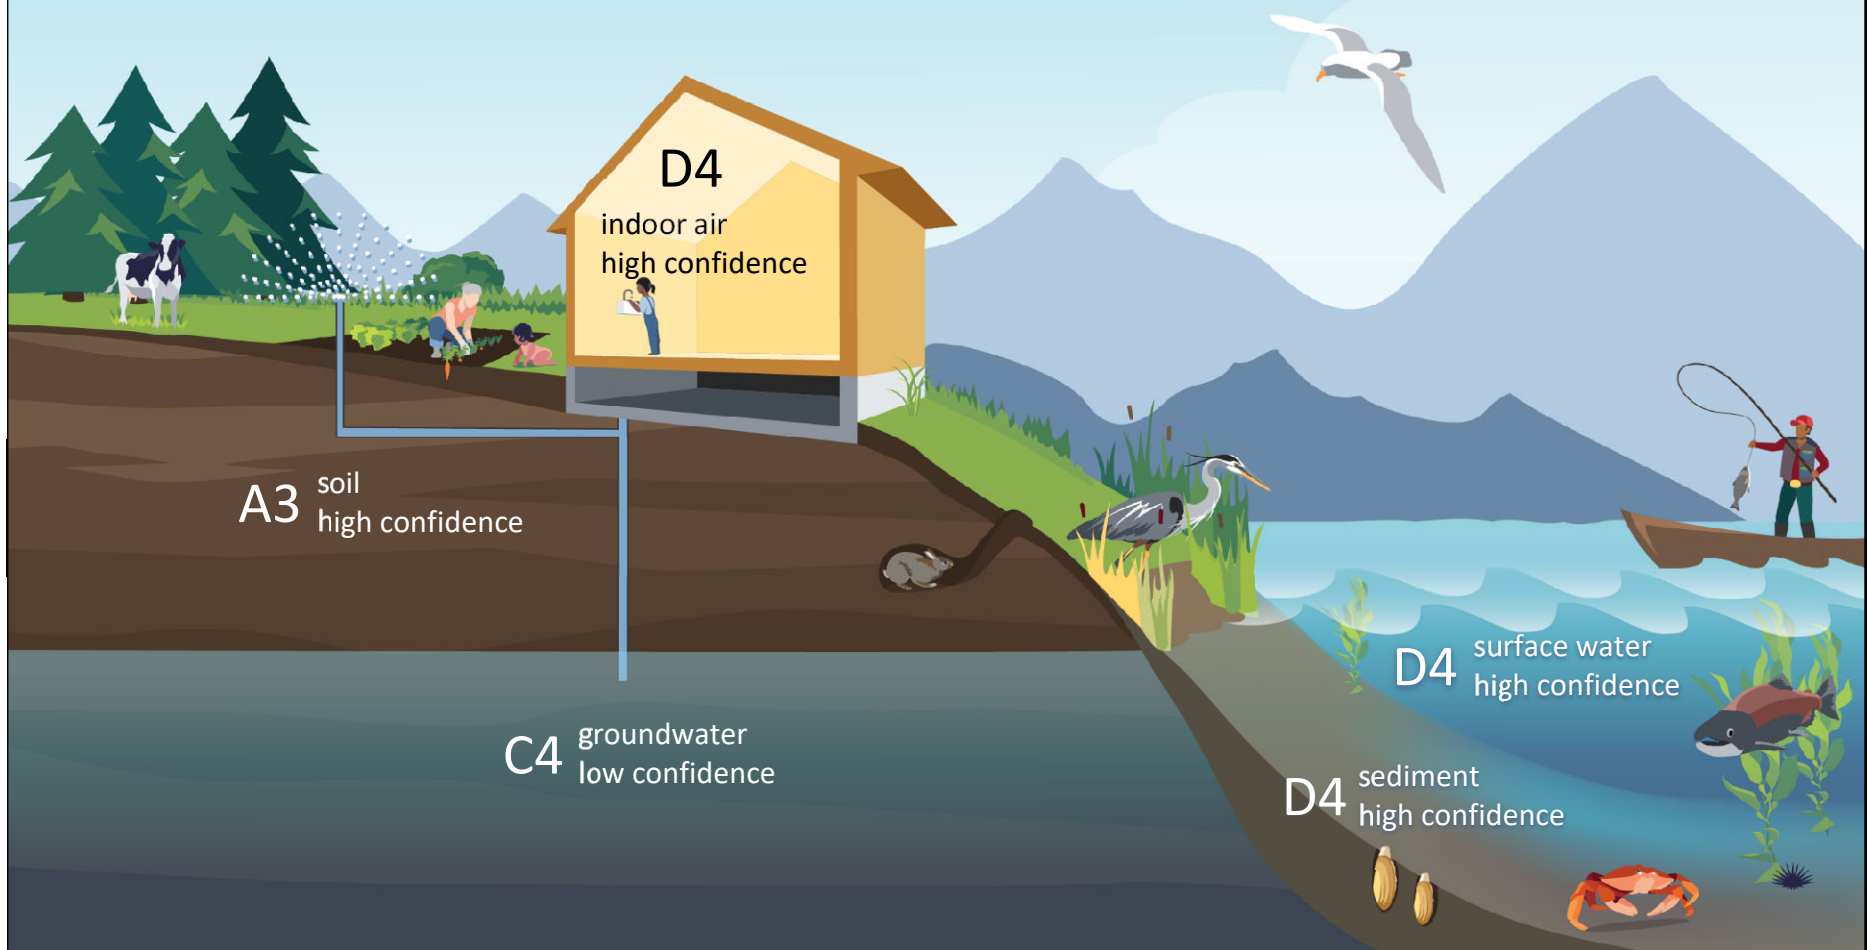 D4
indoor air
high confidence
A3
soil
high confidence
D4
surface water
high confidence
C4
groundwater
low confidence
D4
sediment
high confidence